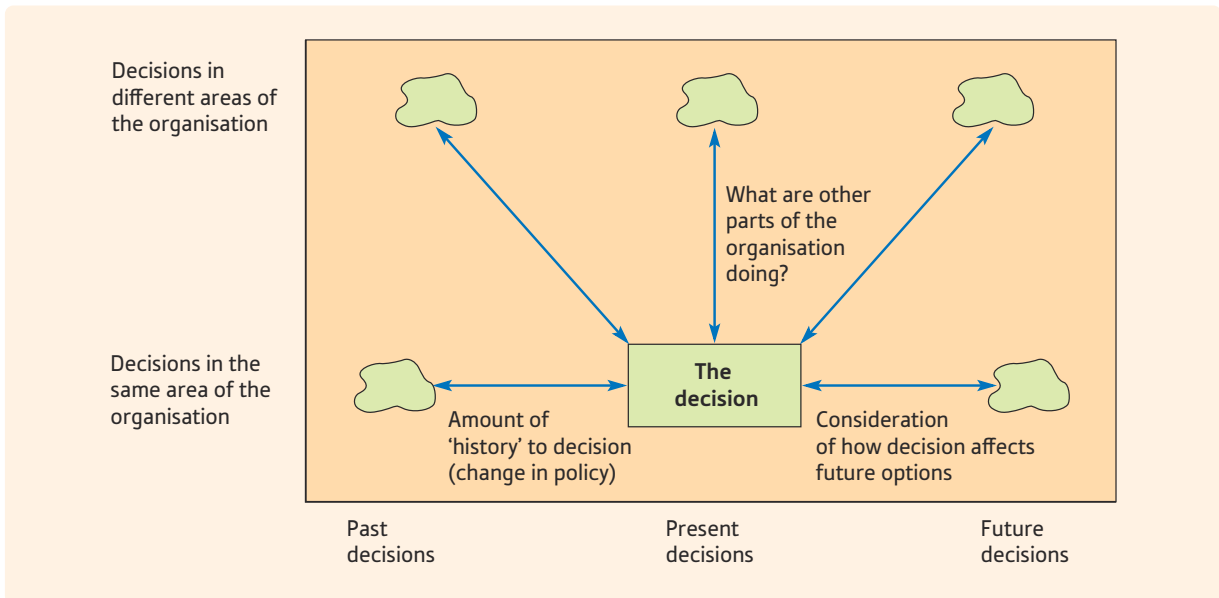 Decisions in
different areas of
the organisation
What are other
parts of the
organisation
doing?
Decisions in the
same area of the
organisation
The
decision
Amount of
‘history’ to decision
(change in policy)
Consideration
of how decision affects
future options
Past
decisions
Present
decisions
Future
decisions